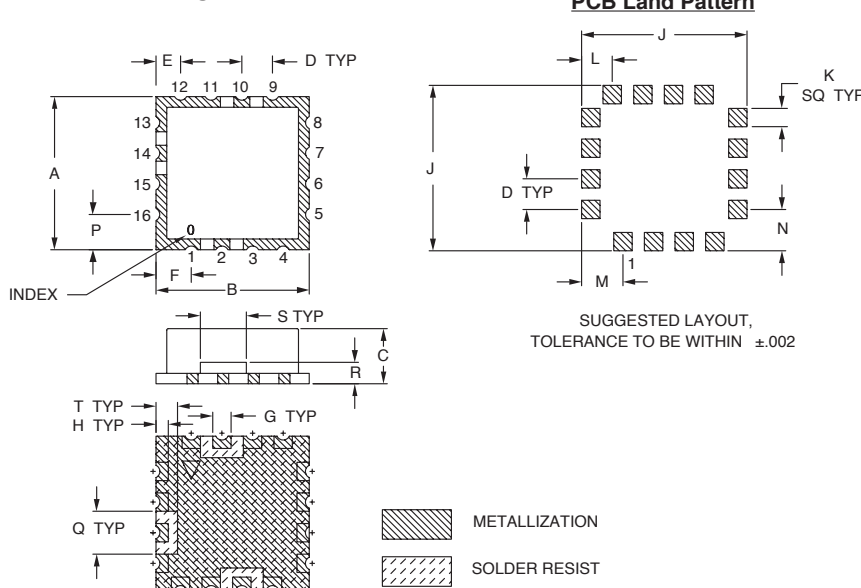 PCB Land Pattern
E
D TYP
12 11 10 9
13
14
15
16
8
7
6
5
A
P
0
1 2 3 4
F
B
INDEX
J
L
K
SQ TYP
J
D TYP
N
M
1
SUGGESTED LAYOUT,
TOLERANCE TO BE WITHIN ±.002
S TYP
C
R
T TYP
H TYP
G TYP
Q TYP
METALLIZATION
SOLDER RESIST